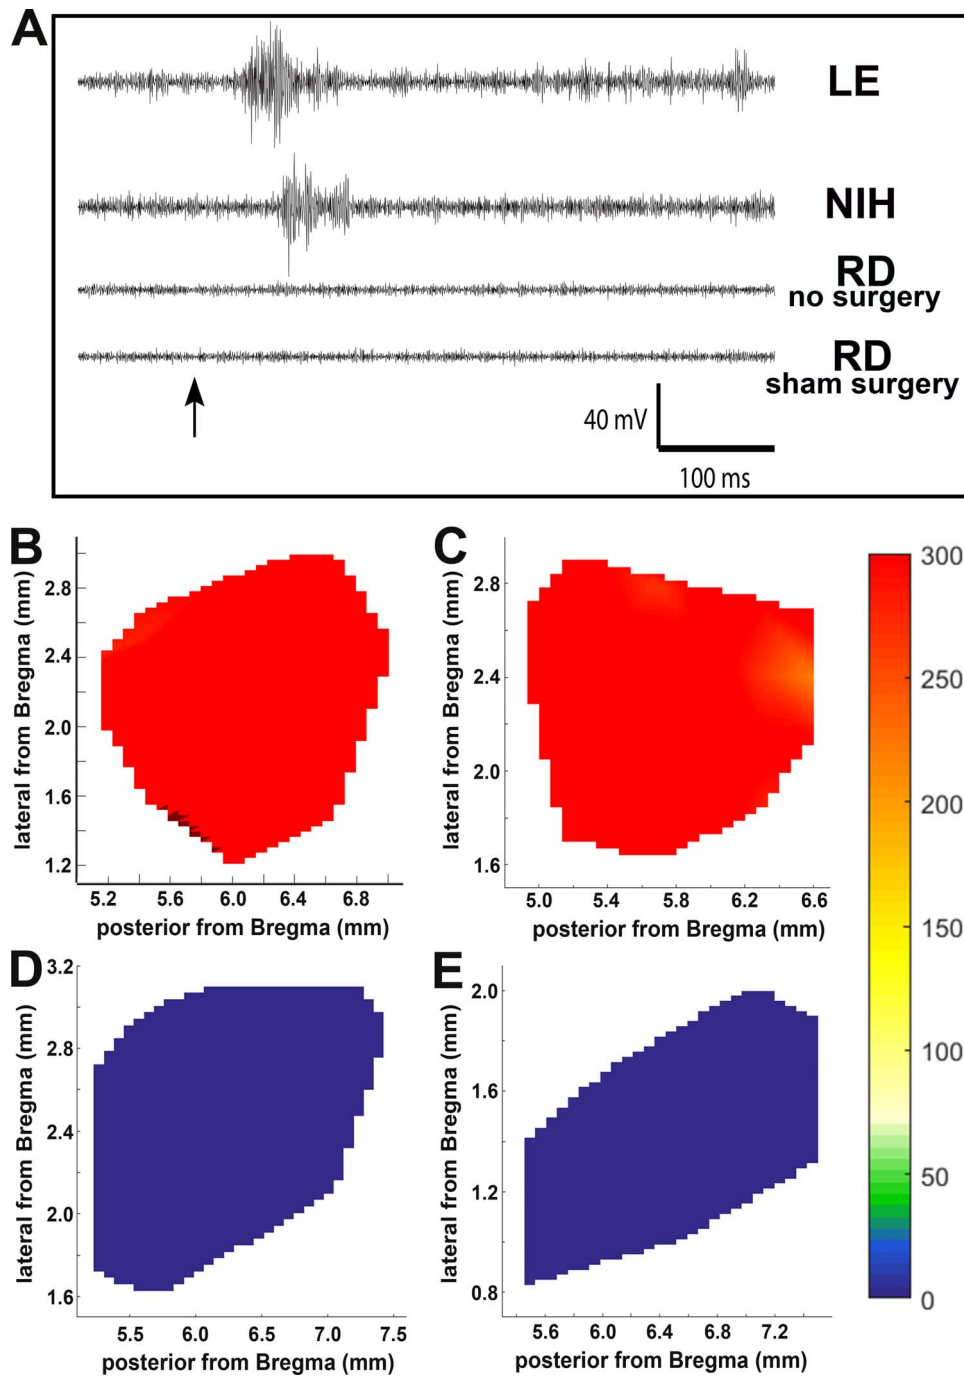 A
LE
NIH
RD
no surgery
RD
sham surgery
40 mV
100 ms
B
lateral from Bregma (mm)
2.8
2.4
2.0
1.6
1.2
5.2 5.6 6.0 6.4 6.8
posterior from Bregma (mm)
C
lateral from Bregma (mm)
2.8
2.4
2.0
1.6
5.0 5.4 5.8 6.2 6.6
posterior from Bregma (mm)
300
250
200
150
100
50
0
D
lateral from Bregma (mm)
3.2
2.8
2.4
2.0
1.6
5.5 6.0 6.5 7.0 7.5
posterior from Bregma (mm)
E
lateral from Bregma (mm)
2.0
1.6
1.2
0.8
5.6 6.0 6.4 6.8 7.2
posterior from Bregma (mm)